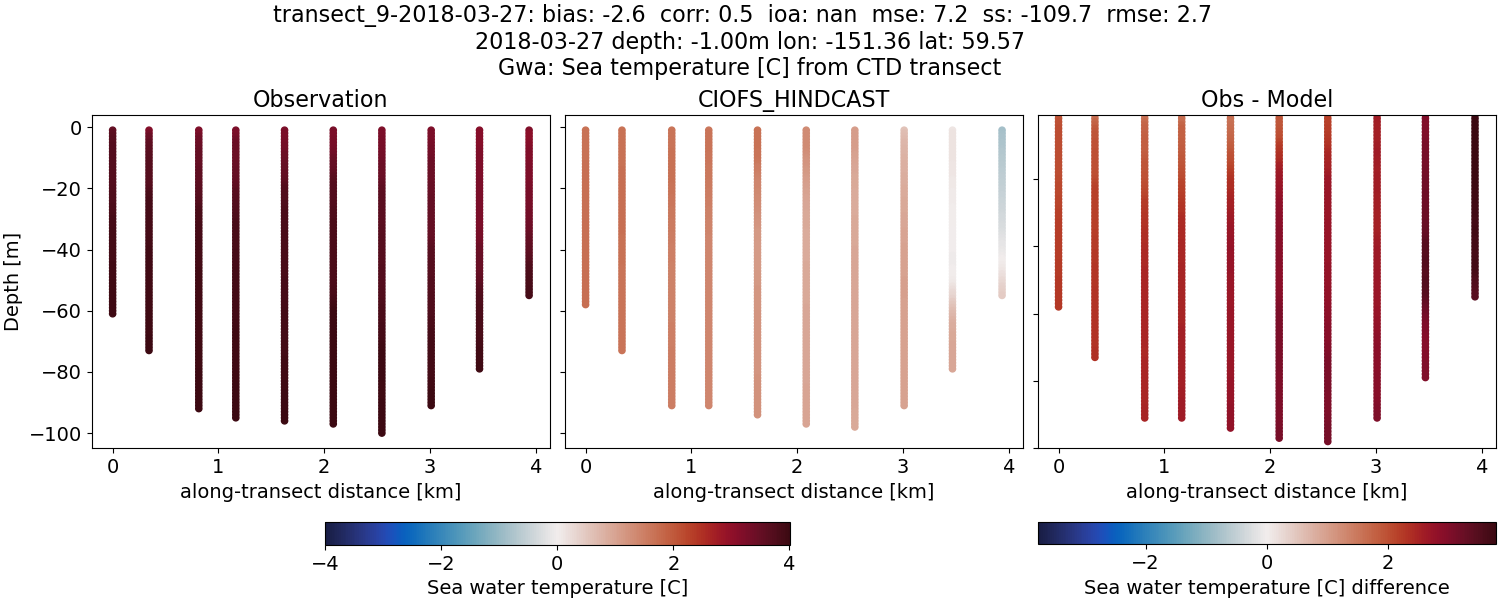 transect_9-2018-03-27: bias: -2.6  corr: 0.5  ioa: nan  mse: 7.2  ss: -109.7  rmse: 2.7
2018-03-27 depth: -1.00m lon: -151.36 lat: 59.57
Gwa: Sea temperature [C] from CTD transect
Observation
CIOFS_HINDCAST
Obs - Model
Depth [m]
0
−20
−40
−60
−80
−100
0 1 2 3 4
0 1 2 3 4
0 1 2 3 4
along-transect distance [km]
along-transect distance [km]
along-transect distance [km]
−4 −2 0 2 4
Sea water temperature [C]
−2 0 2
Sea water temperature [C] difference